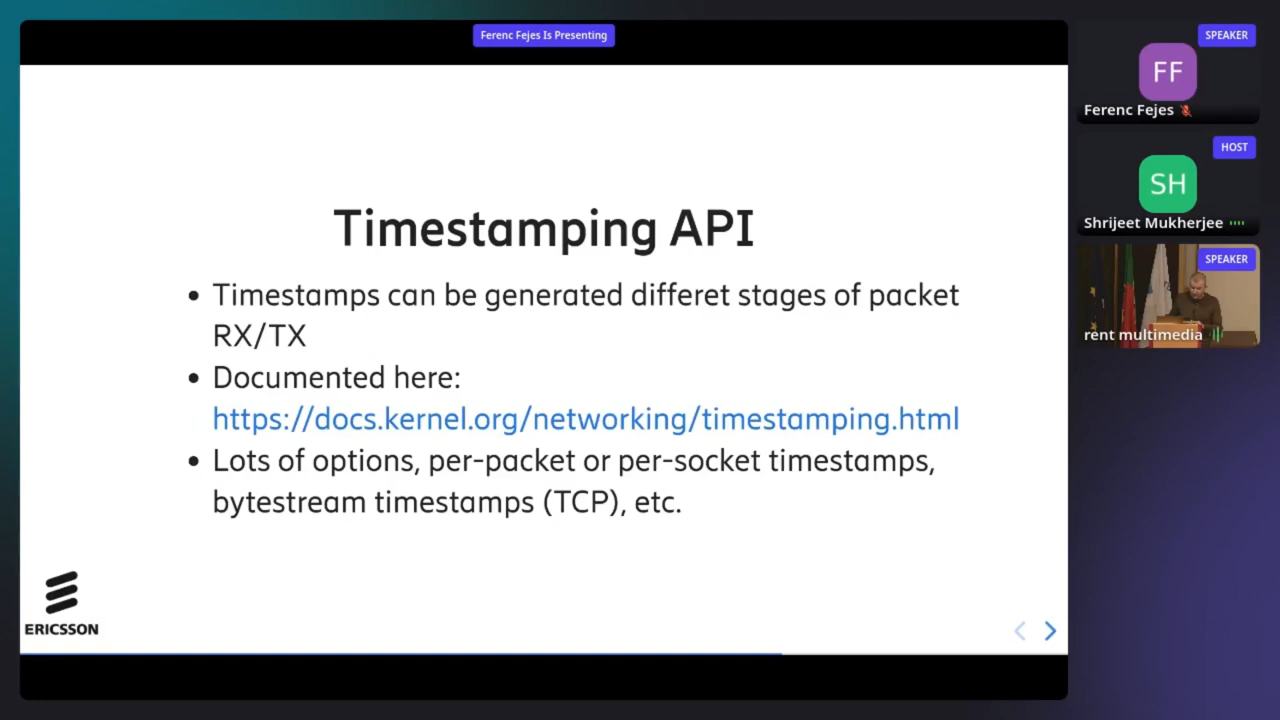 Ferenc Fejes Is Presenting
Timestamping API
• Timestamps can be generated differet stages of packet
RX/TX
• Documented here:
https://docs.kernel.org/networking/timestamping.html
• Lots of options, per-packet or per-socket timestamps,
bytestream timestamps (TCP), etc.
ERICSSON
SPEAKER
FF
Ferenc Fejes
HOST
SH
Shrijeet Mukherjee
SPEAKER
rent multimedia